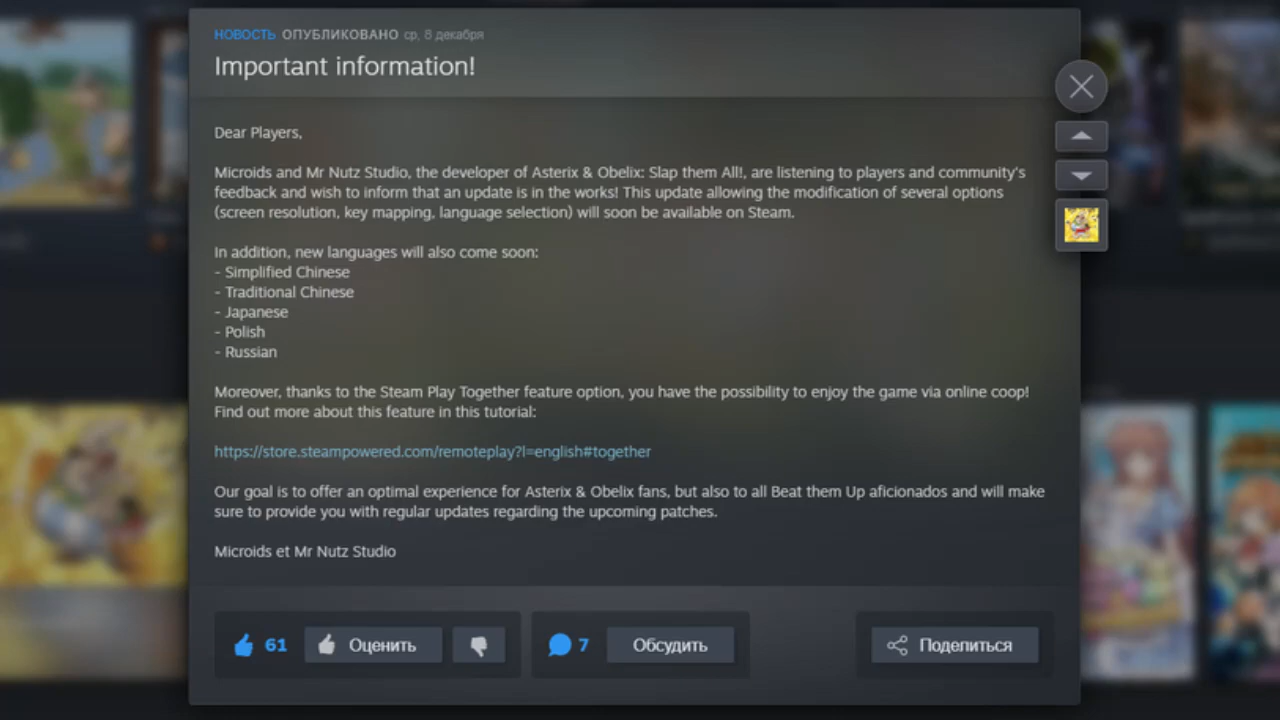 НОВОСТЬ ОПУБЛИКОВАНО ср, 8 декабря
Important information!
Dear Players,
Microids and Mr Nutz Studio, the developer of Asterix & Obelix: Slap them All!, are listening to players and community's
feedback and wish to inform that an update is in the works! This update allowing the modification of several options
(screen resolution, key mapping, language selection) will soon be available on Steam.
In addition, new languages will also come soon:
- Simplified Chinese
- Traditional Chinese
- Japanese
- Polish
- Russian
Moreover, thanks to the Steam Play Together feature option, you have the possibility to enjoy the game via online coop!
Find out more about this feature in this tutorial:
https://store.steampowered.com/remoteplay?l=english#together
Our goal is to offer an optimal experience for Asterix & Obelix fans, but also to all Beat them Up aficionados and will make
sure to provide you with regular updates regarding the upcoming patches.
Microids et Mr Nutz Studio
61 Оценить 7 Обсудить Поделиться